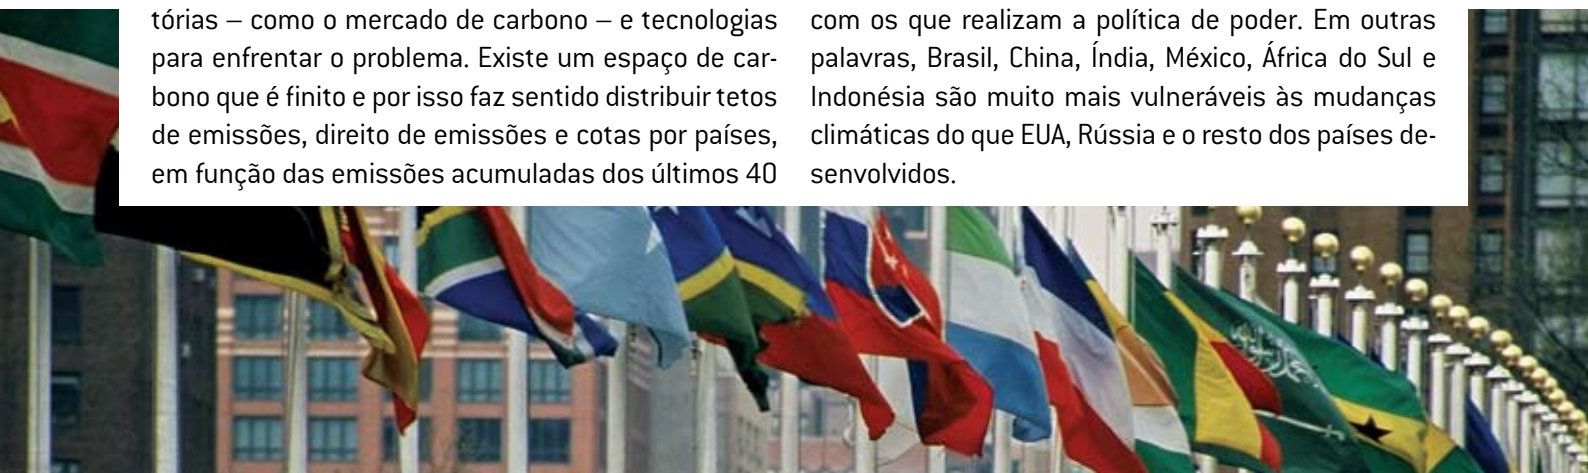 tórias – como o mercado de carbono – e tecnologias
para enfrentar o problema. Existe um espaço de car-
bono que é finito e por isso faz sentido distribuir tetos
de emissões, direito de emissões e cotas por países,
em função das emissões acumuladas dos últimos 40
com os que realizam a política de poder. Em outras
palavras, Brasil, China, Índia, México, África do Sul e
Indonésia são muito mais vulneráveis às mudanças
climáticas do que EUA, Rússia e o resto dos países de-
senvolvidos.